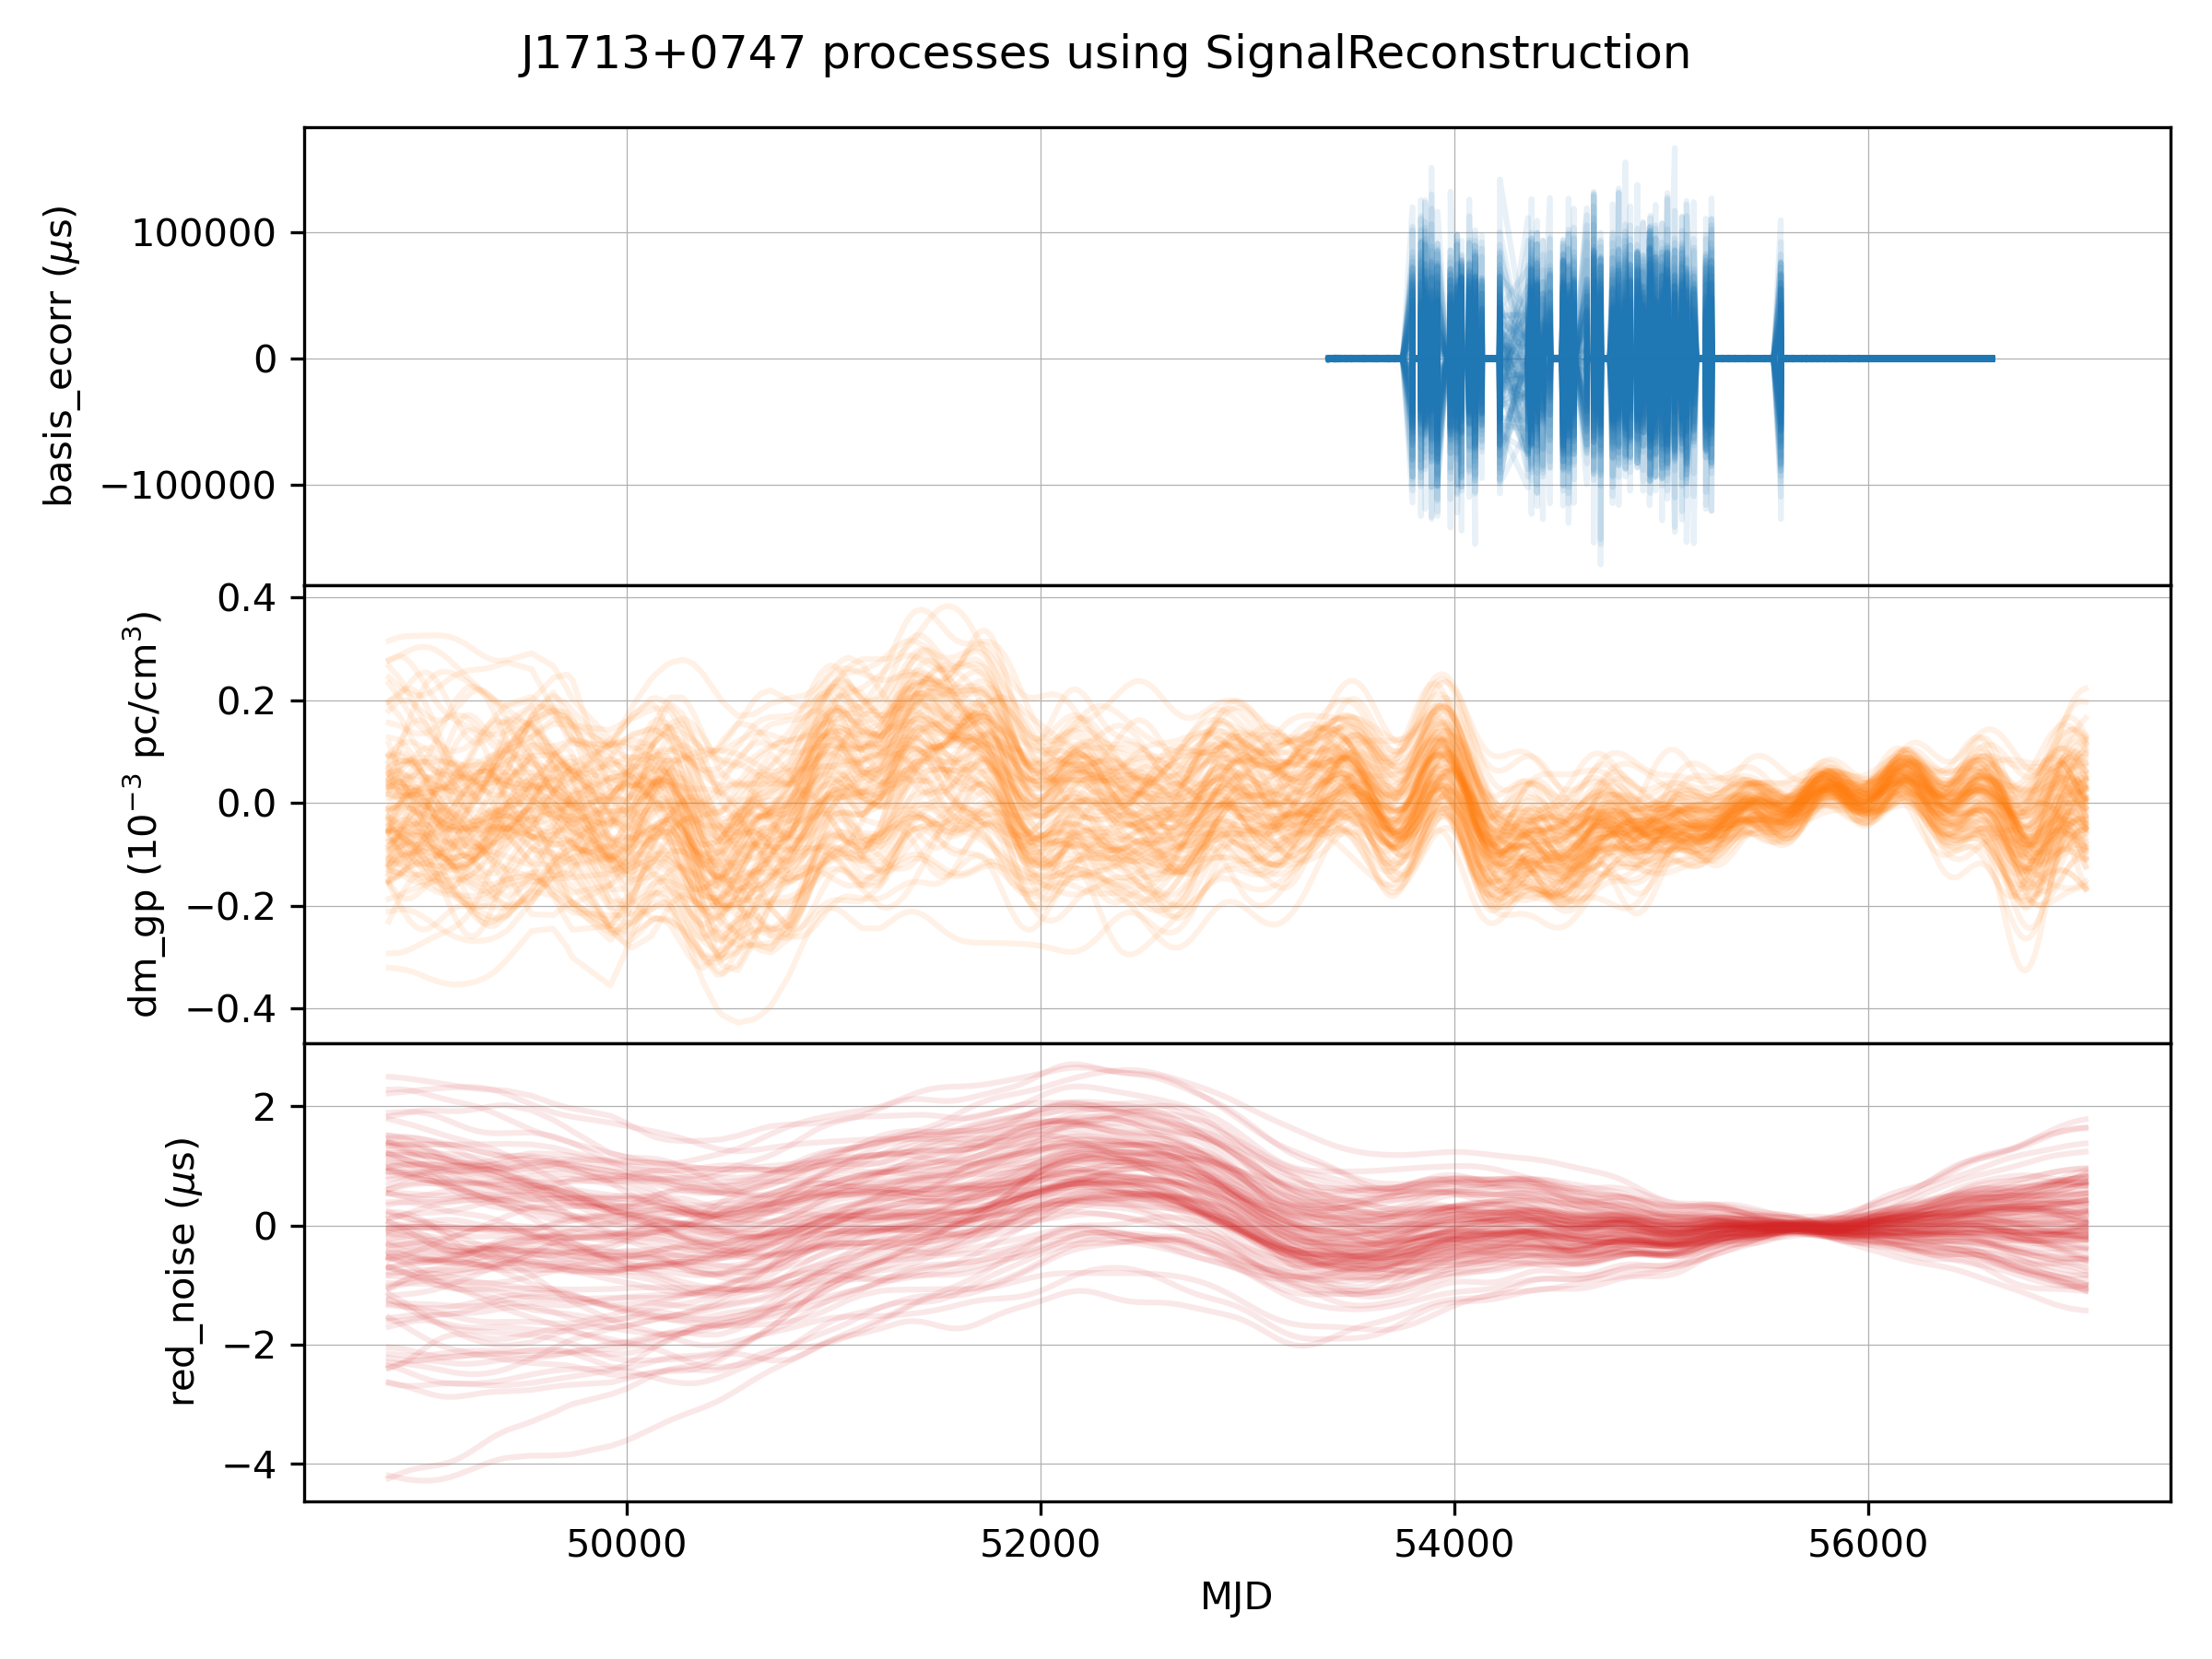 J1713+0747 processes using SignalReconstruction
basis_ecorr (μs)
100000
0
−100000
dm_gp (10⁻³ pc/cm³)
0.4
0.2
0.0
−0.2
−0.4
red_noise (μs)
2
0
−2
−4
50000 52000 54000 56000
MJD